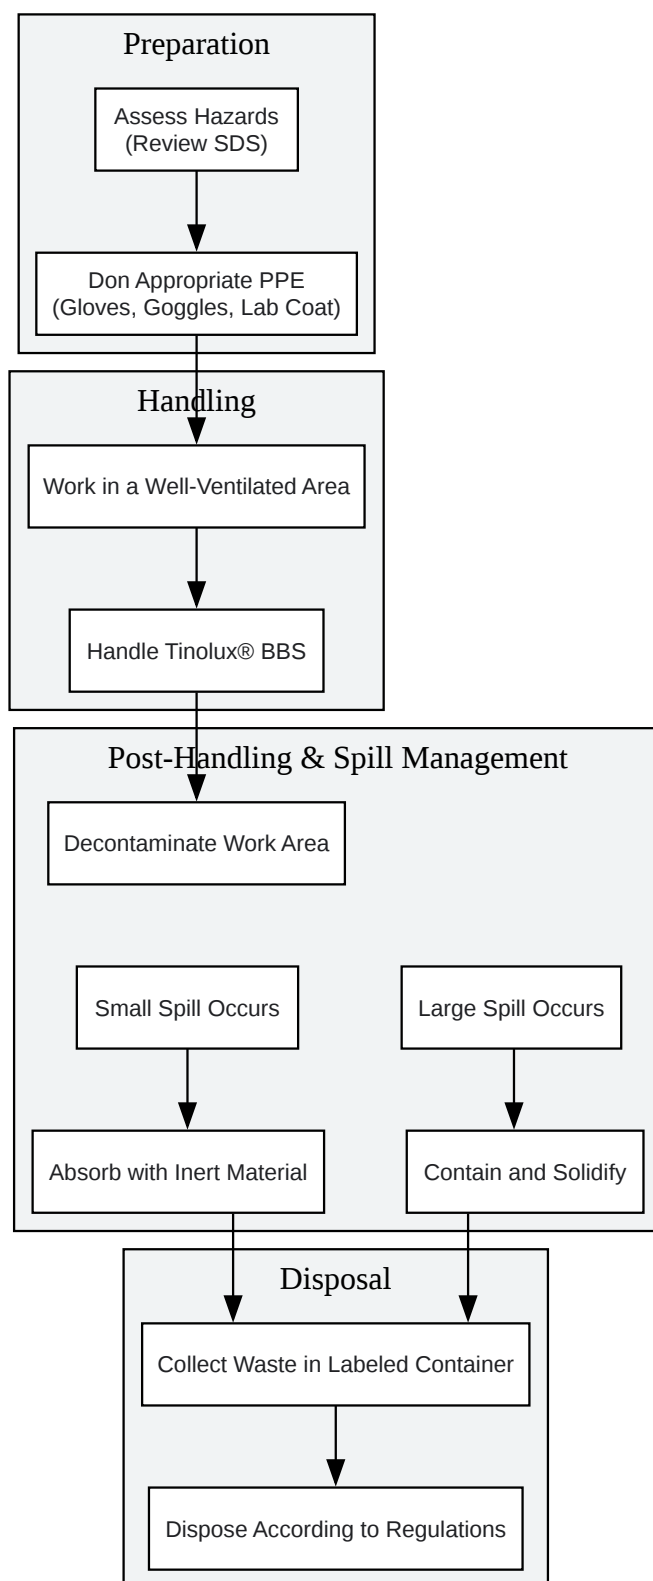 Preparation
Assess Hazards
(Review SDS)
Don Appropriate PPE
(Gloves, Goggles, Lab Coat)
Handling
Work in a Well-Ventilated Area
Handle Tinolux® BBS
Post-Handling & Spill Management
Decontaminate Work Area
Small Spill Occurs
Large Spill Occurs
Absorb with Inert Material
Contain and Solidify
Disposal
Collect Waste in Labeled Container
Dispose According to Regulations